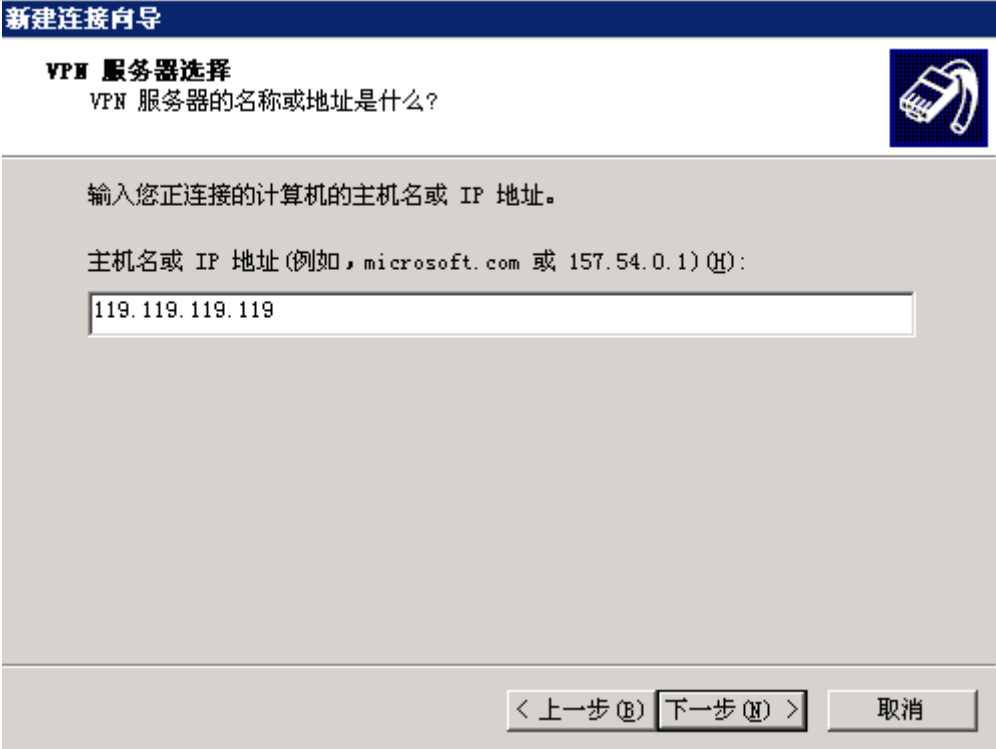 新建连接向导
VPN 服务器选择
VPN 服务器的名称或地址是什么?
输入您正连接的计算机的主机名或 IP 地址。
主机名或 IP 地址(例如，microsoft.com 或 157.54.0.1)(H):
119.119.119.119
< 上一步(B) 下一步(N) > 取消